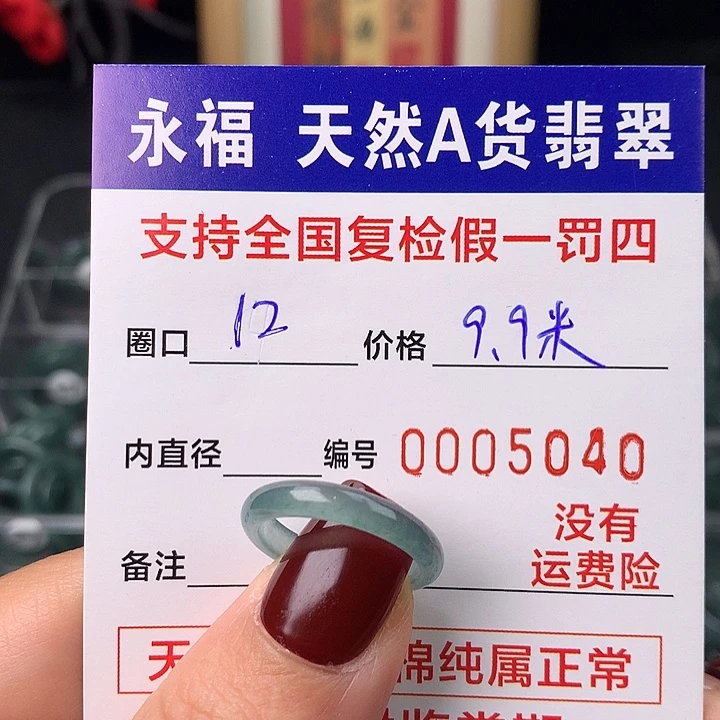 永福 天然A货翡翠
支持全国复检假一罚四
圈口 12 价格 9.9米
内直径 编号 0005040
没有
备注 运费险
天 棉纯属正常